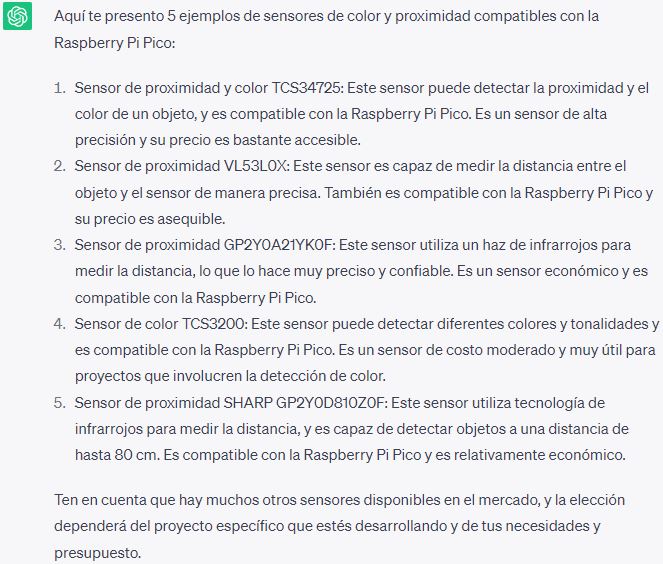 Aquí te presento 5 ejemplos de sensores de color y proximidad compatibles con la
Raspberry Pi Pico:
1. Sensor de proximidad y color TCS34725: Este sensor puede detectar la proximidad y el
color de un objeto, y es compatible con la Raspberry Pi Pico. Es un sensor de alta
precisión y su precio es bastante accesible.
2. Sensor de proximidad VL53L0X: Este sensor es capaz de medir la distancia entre el
objeto y el sensor de manera precisa. También es compatible con la Raspberry Pi Pico y
su precio es asequible.
3. Sensor de proximidad GP2Y0A21YK0F: Este sensor utiliza un haz de infrarrojos para
medir la distancia, lo que lo hace muy preciso y confiable. Es un sensor económico y es
compatible con la Raspberry Pi Pico.
4. Sensor de color TCS3200: Este sensor puede detectar diferentes colores y tonalidades y
es compatible con la Raspberry Pi Pico. Es un sensor de costo moderado y muy útil para
proyectos que involucren la detección de color.
5. Sensor de proximidad SHARP GP2Y0D810Z0F: Este sensor utiliza tecnología de
infrarrojos para medir la distancia, y es capaz de detectar objetos a una distancia de
hasta 80 cm. Es compatible con la Raspberry Pi Pico y es relativamente económico.
Ten en cuenta que hay muchos otros sensores disponibles en el mercado, y la elección
dependerá del proyecto específico que estés desarrollando y de tus necesidades y
presupuesto.